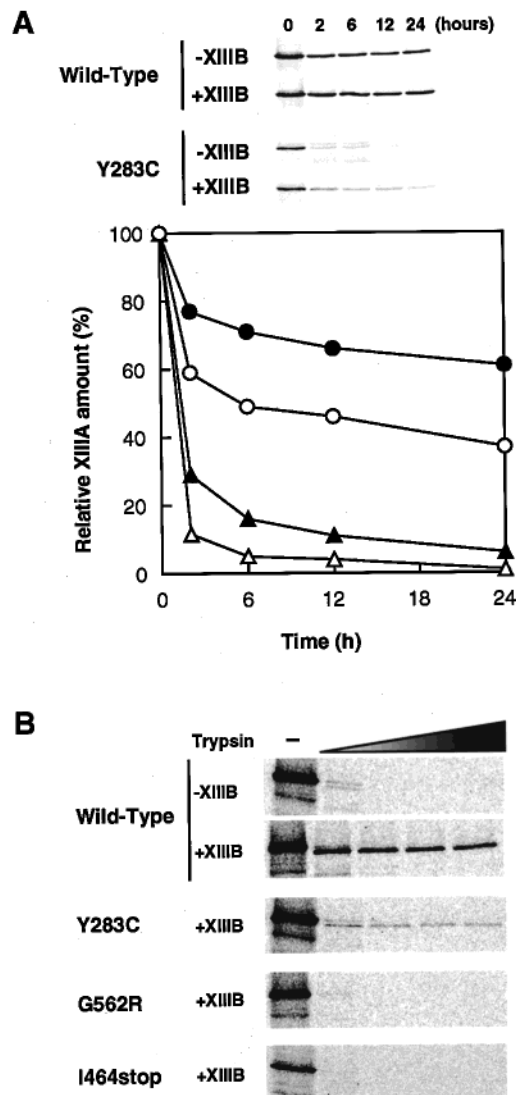 A
0 2 6 12 24 (hours)
Wild-Type
-XIIIB
+XIIIB
Y283C
-XIIIB
+XIIIB
Relative XIIIA amount (%)
100
80
60
40
20
0
0 6 12 18 24
Time (h)
B
Trypsin –
Wild-Type
-XIIIB
+XIIIB
Y283C +XIIIB
G562R +XIIIB
I464stop +XIIIB